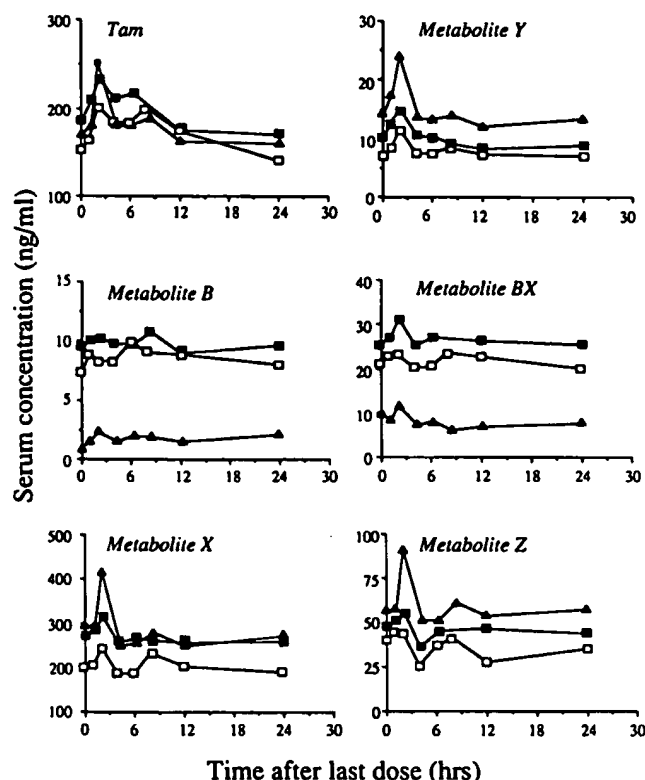 Tam
300
200
100
0 6 12 18 24 30
Metabolite Y
30
20
10
0
0 6 12 18 24 30
Metabolite B
15
10
5
0
0 6 12 18 24 30
Metabolite BX
40
30
20
10
0
0 6 12 18 24 30
Metabolite X
500
400
300
200
100
0 6 12 18 24 30
Metabolite Z
100
75
50
25
0
0 6 12 18 24 30
Serum concentration (ng/ml)
Time after last dose (hrs)